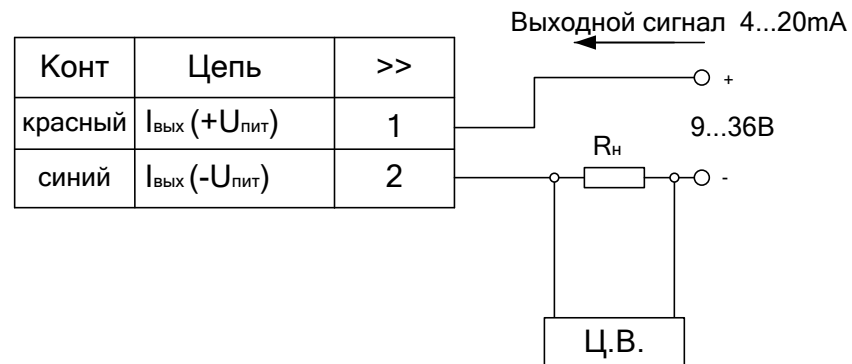 Выходной сигнал 4...20mA
Конт Цепь >>
+
красный Iвых (+Uпит) 1
9...36В
Rн
синий Iвых (-Uпит) 2
-
Ц.В.